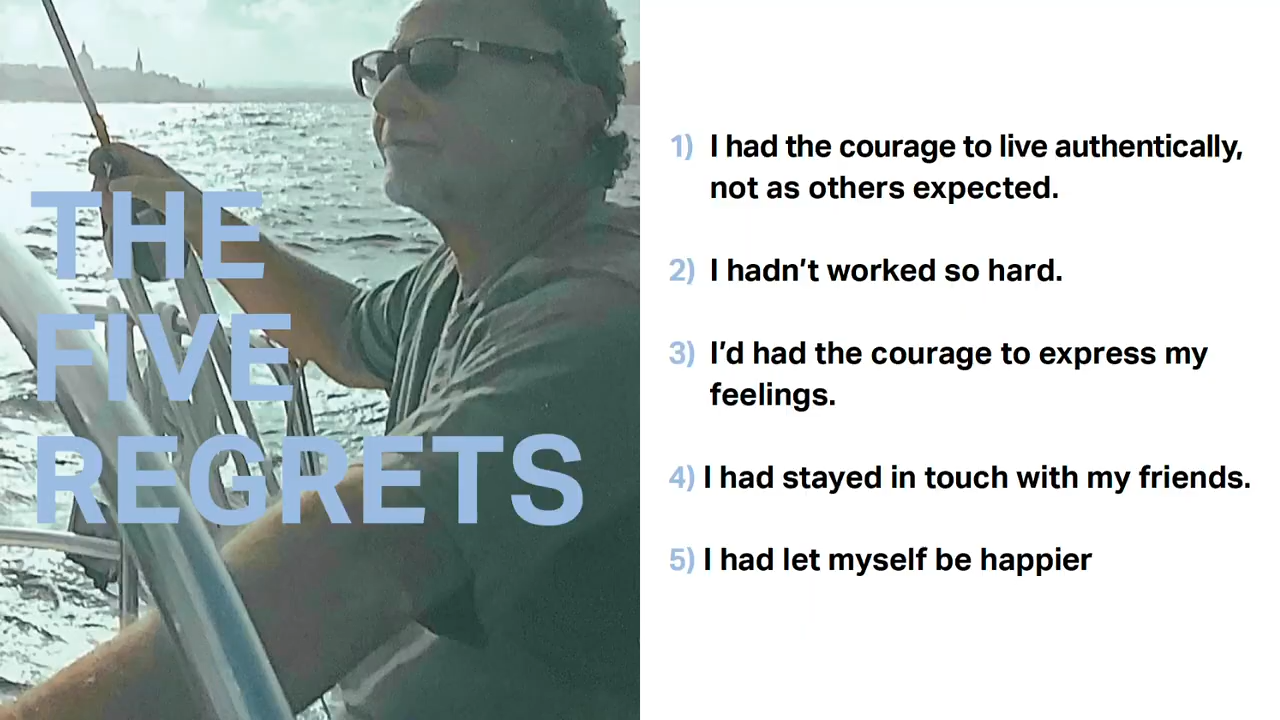 THE
FIVE
REGRETS
1) I had the courage to live authentically,
not as others expected.
2) I hadn’t worked so hard.
3) I’d had the courage to express my
feelings.
4) I had stayed in touch with my friends.
5) I had let myself be happier